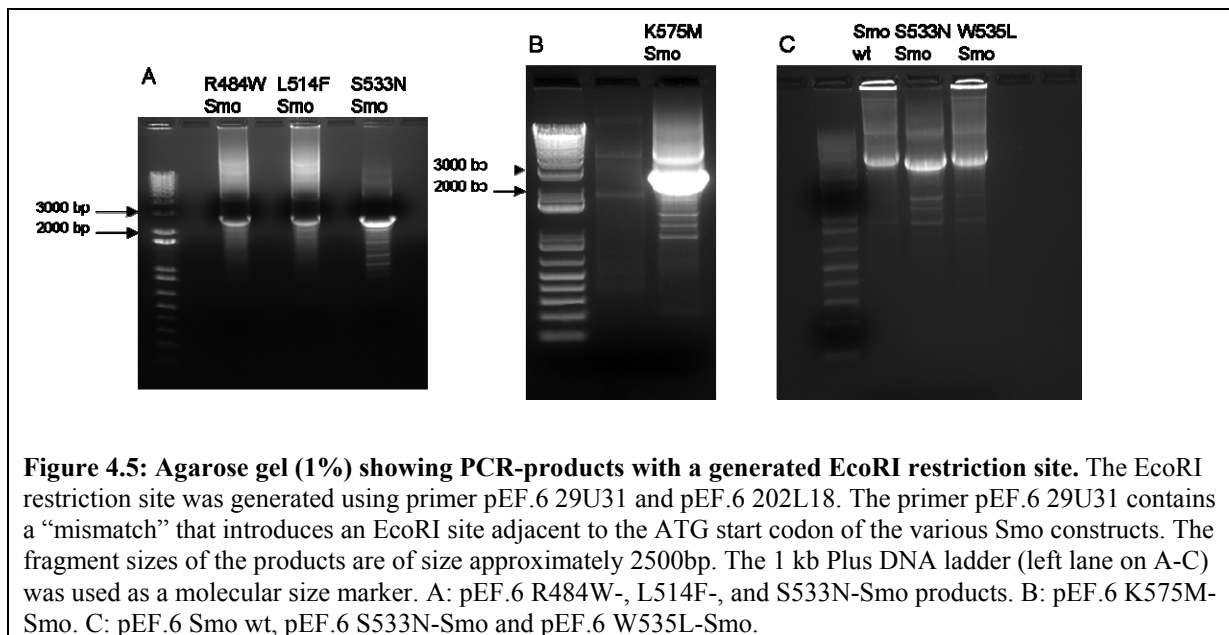 A
R484W L514F S533N
Smo Smo Smo
3000 bp
2000 bp
B
K575M
Smo
3000 bp
2000 bp
C
Smo S533N W535L
wt Smo Smo
Figure 4.5: Agarose gel (1%) showing PCR-products with a generated EcoRI restriction site. The EcoRI
restriction site was generated using primer pEF.6 29U31 and pEF.6 202L18. The primer pEF.6 29U31 contains
a “mismatch” that introduces an EcoRI site adjacent to the ATG start codon of the various Smo constructs. The
fragment sizes of the products are of size approximately 2500bp. The 1 kb Plus DNA ladder (left lane on A-C)
was used as a molecular size marker. A: pEF.6 R484W-, L514F-, and S533N-Smo products. B: pEF.6 K575M-
Smo. C: pEF.6 Smo wt, pEF.6 S533N-Smo and pEF.6 W535L-Smo.